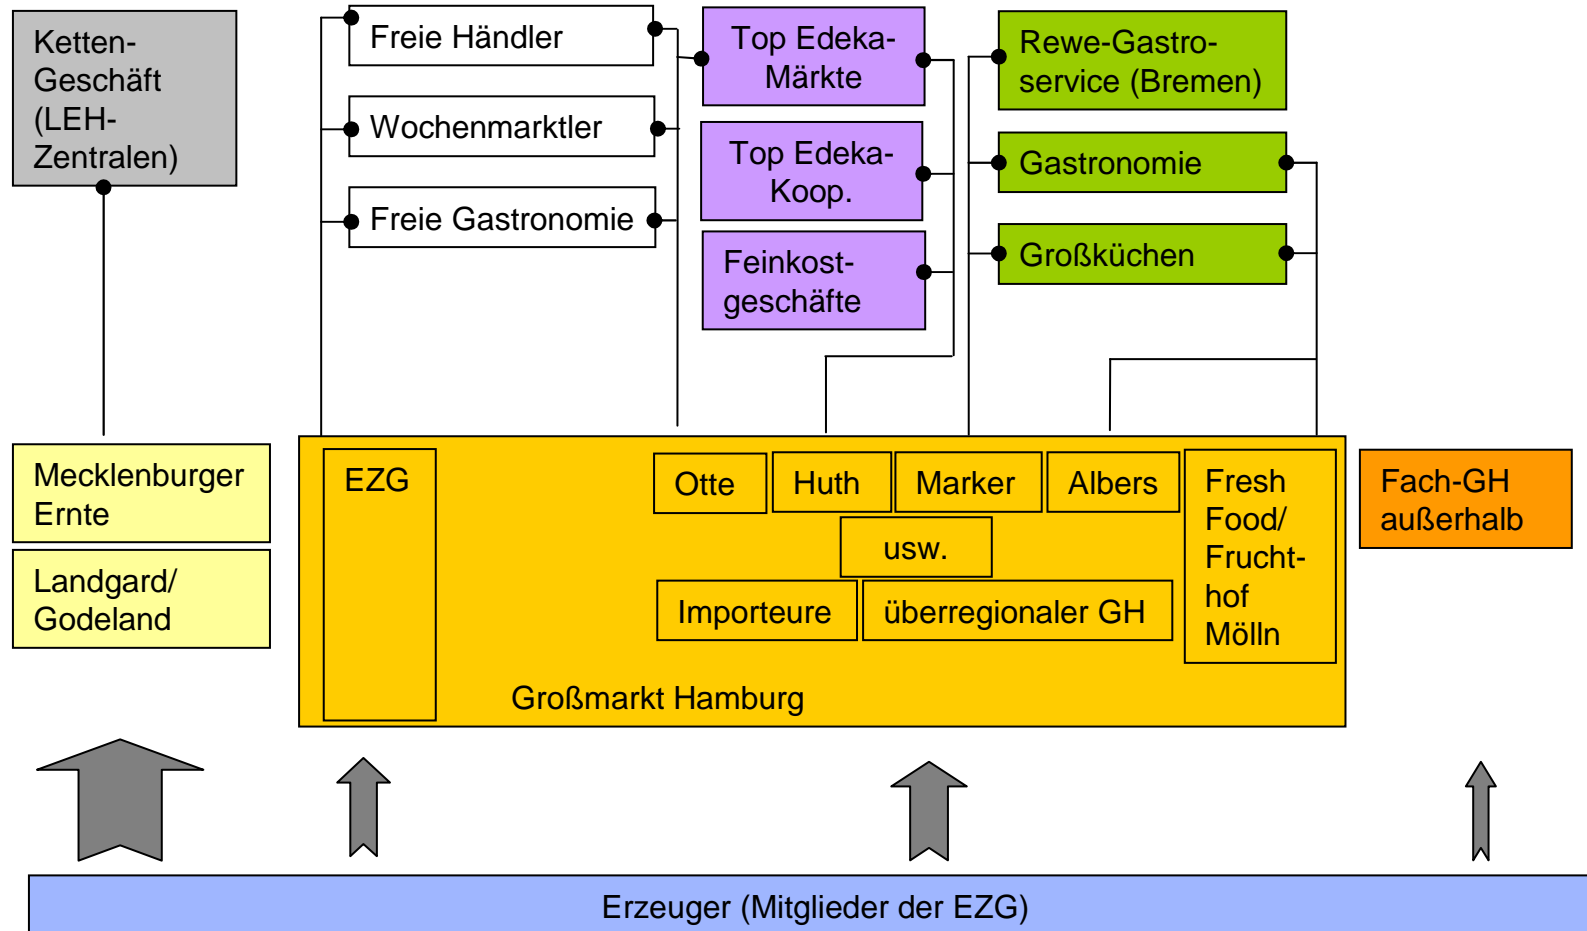 Ketten-
Geschäft
(LEH-
Zentralen)
Freie Händler
Wochenmarktler
Freie Gastronomie
Top Edeka-
Märkte
Top Edeka-
Koop.
Feinkost-
geschäfte
Rewe-Gastro-
service (Bremen)
Gastronomie
Großküchen
Mecklenburger
Ernte
Landgard/
Godeland
EZG
Otte
Huth
Marker
Albers
usw.
Importeure
überregionaler GH
Fresh
Food/
Frucht-
hof
Mölln
Großmarkt Hamburg
Fach-GH
außerhalb
Erzeuger (Mitglieder der EZG)